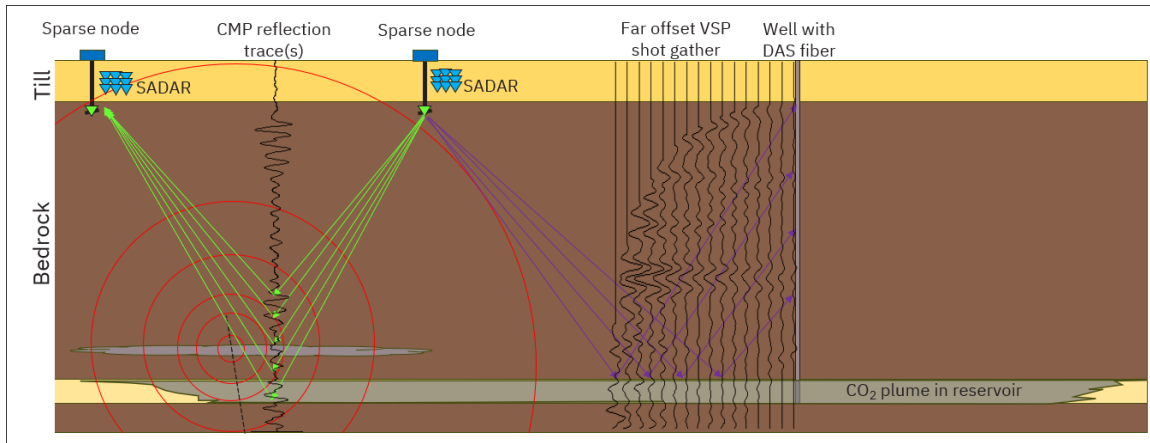 Sparse node
CMP reflection
trace(s)
Sparse node
Far offset VSP
shot gather
Well with
DAS fiber
Till
SADAR
SADAR
Bedrock
CO₂ plume in reservoir